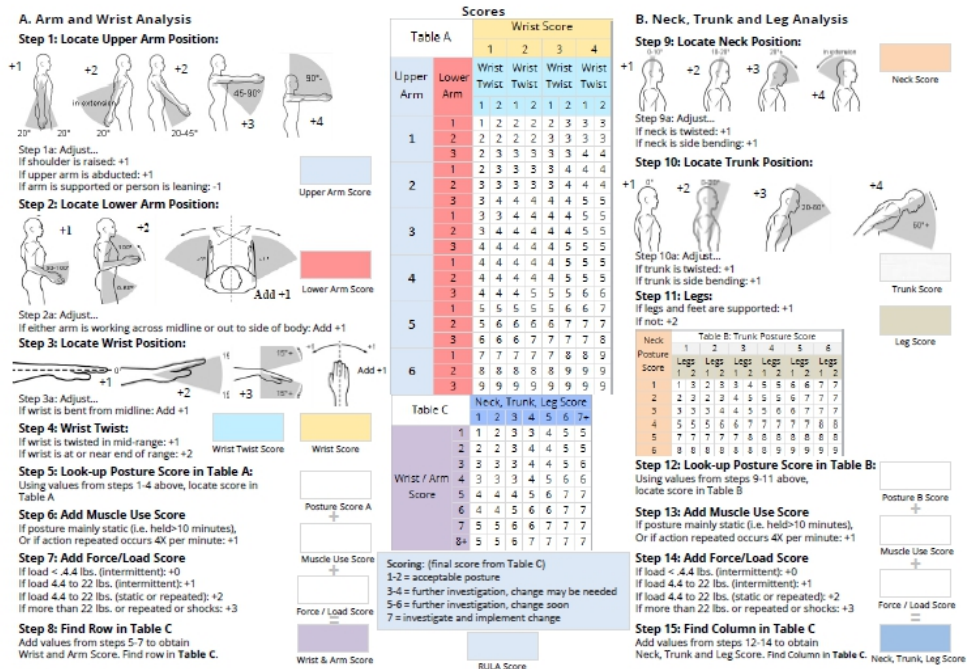 Scores
A. Arm and Wrist Analysis
Step 1: Locate Upper Arm Position:
+1
+2
+2
+3
+4
in extension
20° 20°
20-45°
45-90°
90°-
Step 1a: Adjust...
If shoulder is raised: +1
If upper arm is abducted: +1
If arm is supported or person is leaning: -1
Upper Arm Score
Step 2: Locate Lower Arm Position:
+1
+2
100°
Add +1
Lower Arm Score
Step 2a: Adjust...
If either arm is working across midline or out to side of body: Add +1
Step 3: Locate Wrist Position:
+1
+2
+3
15°+
15°+
+1 +1
Add +1
Step 3a: Adjust...
If wrist is bent from midline: Add +1
Step 4: Wrist Twist:
If wrist is twisted in mid-range: +1
If wrist is at or near end of range: +2
Wrist Twist Score
Wrist Score
Step 5: Look-up Posture Score in Table A:
Using values from steps 1-4 above, locate score in
Table A
Posture Score A
+
Step 6: Add Muscle Use Score
If posture mainly static (i.e. held>10 minutes),
Or if action repeated occurs 4X per minute: +1
Muscle Use Score
+
Step 7: Add Force/Load Score
If load < .4.4 lbs. (intermittent): +0
If load 4.4 to 22 lbs. (intermittent): +1
If load 4.4 to 22 lbs. (static or repeated): +2
If more than 22 lbs. or repeated or shocks: +3
Force / Load Score
=
Step 8: Find Row in Table C
Add values from steps 5-7 to obtain
Wrist and Arm Score. Find row in Table C.
Wrist & Arm Score
Table A
Wrist Score
1 2 3 4
Upper Arm
Lower Arm
Wrist Twist Wrist Twist Wrist Twist Wrist Twist
1 2 1 2 1 2 1 2
1 1 1 2 2 2 2 3 3 3
2 2 2 2 2 3 3 3 3
3 2 3 3 3 3 3 4 4
2 1 2 3 3 3 3 4 4 4
2 3 3 3 3 3 4 4 4
3 3 4 4 4 4 4 5 5
3 1 3 3 4 4 4 4 5 5
2 3 4 4 4 4 4 5 5
3 4 4 4 4 4 5 5 5
4 1 4 4 4 4 4 5 5 5
2 4 4 4 4 4 5 5 5
3 4 4 4 5 5 5 6 6
5 1 5 5 5 5 5 6 6 7
2 5 6 6 6 6 7 7 7
3 6 6 6 7 7 7 7 8
6 1 7 7 7 7 7 8 8 9
2 8 8 8 8 8 9 9 9
3 9 9 9 9 9 9 9 9
Table C
Neck, Trunk, Leg Score
1 2 3 4 5 6 7+
Wrist / Arm Score
1 1 2 3 3 4 5 5
2 2 2 3 4 4 5 5
3 3 3 3 4 4 5 6
4 3 3 3 4 5 6 6
5 4 4 4 5 6 7 7
6 4 4 5 6 6 7 7
7 5 5 6 6 7 7 7
8+ 5 5 6 7 7 7 7
Scoring: (final score from Table C)
1-2 = acceptable posture
3-4 = further investigation, change may be needed
5-6 = further investigation, change soon
7 = investigate and implement change
RULA Score
B. Neck, Trunk and Leg Analysis
Step 9: Locate Neck Position:
+1
+2
+3
+4
0-10°
in extension
Neck Score
Step 9a: Adjust...
If neck is twisted: +1
If neck is side bending: +1
Step 10: Locate Trunk Position:
+1
0°
+2
0-20°
+3
20-60°
+4
60°+
Step 10a: Adjust...
If trunk is twisted: +1
If trunk is side bending: +1
Trunk Score
Step 11: Legs:
If legs and feet are supported: +1
If not: +2
Leg Score
Neck Posture Score
Table B: Trunk Posture Score
1 2 3 4 5 6
Legs Legs Legs Legs Legs Legs
1 2 1 2 1 2 1 2 1 2 1 2
1 1 3 2 3 3 4 5 5 6 6 7 7
2 2 3 2 3 4 5 5 5 6 7 7 7
3 3 3 3 4 4 5 5 6 6 7 7 7
4 5 5 5 6 6 7 7 7 7 7 8 8
5 7 7 7 7 7 8 8 8 8 8 8 8
6 8 8 8 8 8 8 8 9 9 9 9 9
Step 12: Look-up Posture Score in Table B:
Using values from steps 9-11 above,
locate score in Table B
Posture B Score
+
Step 13: Add Muscle Use Score
If posture mainly static (i.e. held>10 minutes),
Or if action repeated occurs 4X per minute: +1
Muscle Use Score
+
Step 14: Add Force/Load Score
If load < .4.4 lbs. (intermittent): +0
If load 4.4 to 22 lbs. (intermittent): +1
If load 4.4 to 22 lbs. (static or repeated): +2
If more than 22 lbs. or repeated or shocks: +3
Force / Load Score
=
Step 15: Find Column in Table C
Add values from steps 12-14 to obtain
Neck, Trunk and Leg Score. Find Column in Table C.
Neck, Trunk, Leg Score